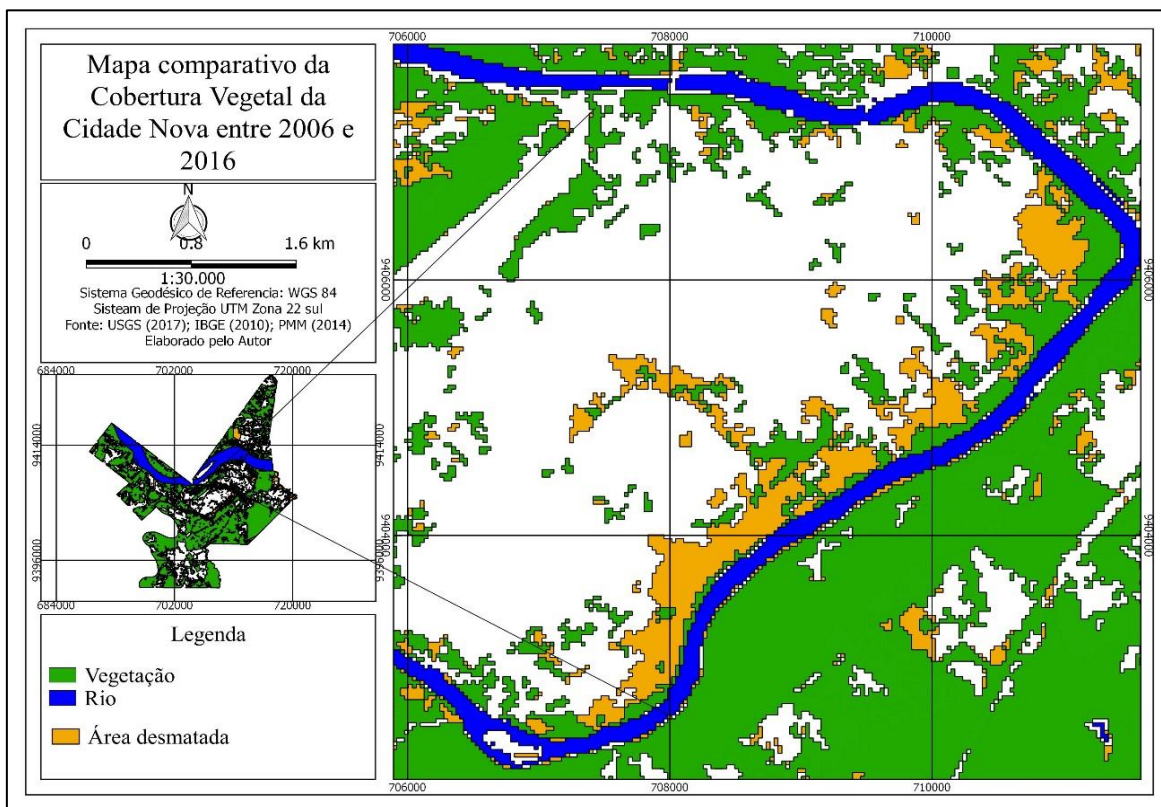 Mapa comparativo da
Cobertura Vegetal da
Cidade Nova entre 2006 e
2016
N
0 0.8 1.6 km
1:30.000
Sistema Geodésico de Referencia: WGS 84
Sisteam de Projeção UTM Zona 22 sul
Fonte: USGS (2017); IBGE (2010); PMM (2014)
Elaborado pelo Autor
684000 702000 720000
9414000 9414000
9396000 9396000
684000 702000 720000
Legenda
Vegetação
Rio
Área desmatada
706000 708000 710000
9406000 9406000
9404000 9404000
706000 708000 710000